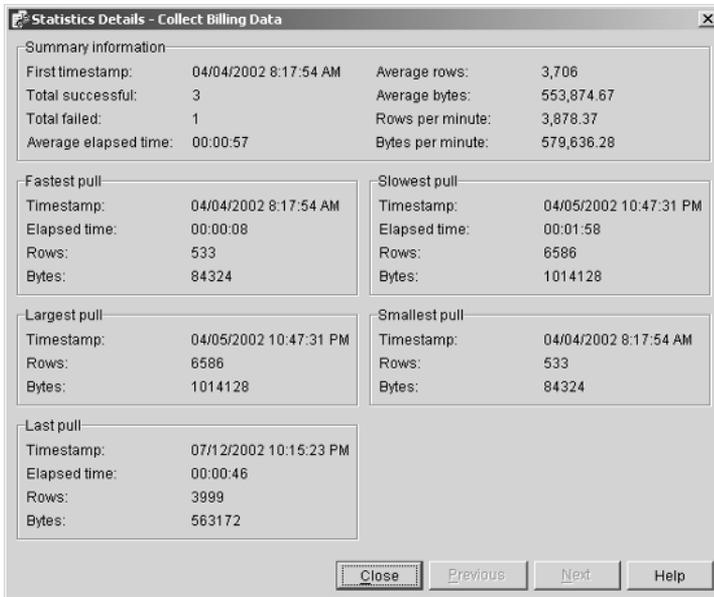 Statistics Details - Collect Billing Data
Summary information
First timestamp: 04/04/2002 8:17:54 AM
Total successful: 3
Total failed: 1
Average elapsed time: 00:00:57
Average rows: 3,706
Average bytes: 553,874.67
Rows per minute: 3,878.37
Bytes per minute: 579,636.28
Fastest pull
Timestamp: 04/04/2002 8:17:54 AM
Elapsed time: 00:00:08
Rows: 533
Bytes: 84324
Slowest pull
Timestamp: 04/05/2002 10:47:31 PM
Elapsed time: 00:01:58
Rows: 6586
Bytes: 1014128
Largest pull
Timestamp: 04/05/2002 10:47:31 PM
Rows: 6586
Bytes: 1014128
Smallest pull
Timestamp: 04/04/2002 8:17:54 AM
Rows: 533
Bytes: 84324
Last pull
Timestamp: 07/12/2002 10:15:23 PM
Elapsed time: 00:00:46
Rows: 3999
Bytes: 563172
Close Previous Next Help